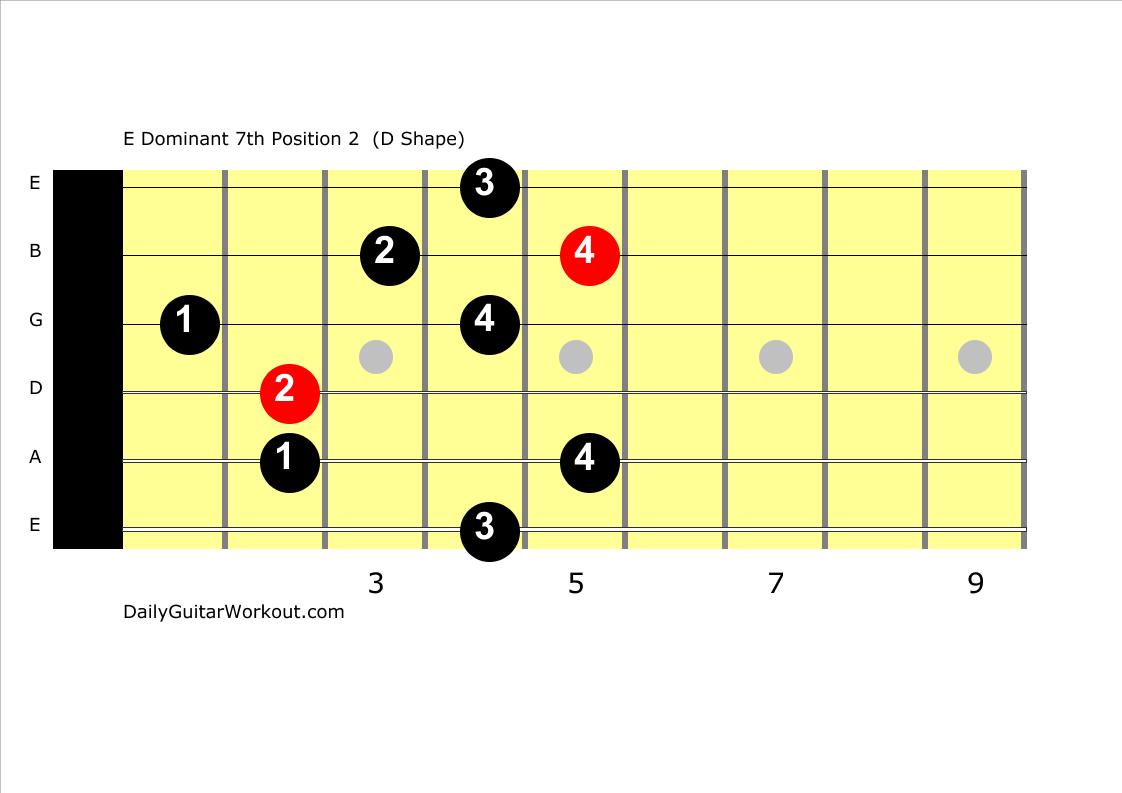 E Dominant 7th Position 2  (D Shape)
E 3
B 2 4
G 1 4
D 2
A 1 4
E 3
3 5 7 9
DailyGuitarWorkout.com